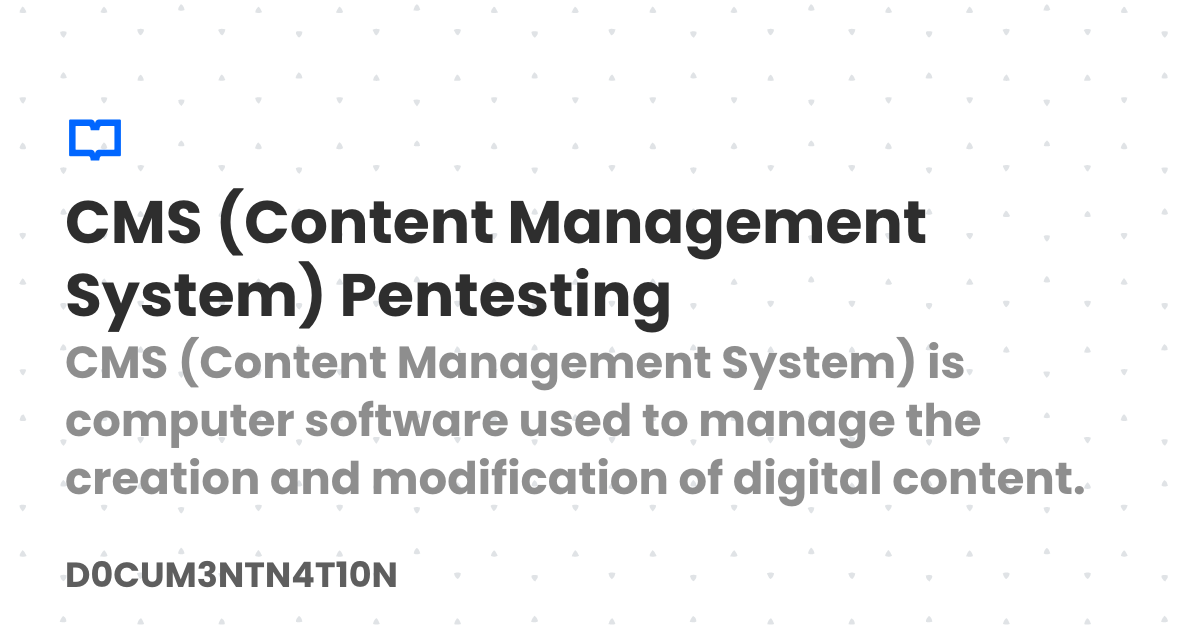 CMS (Content Management
System) Pentesting
CMS (Content Management System) is
computer software used to manage the
creation and modification of digital content.
D0CUM3NTN4T10N